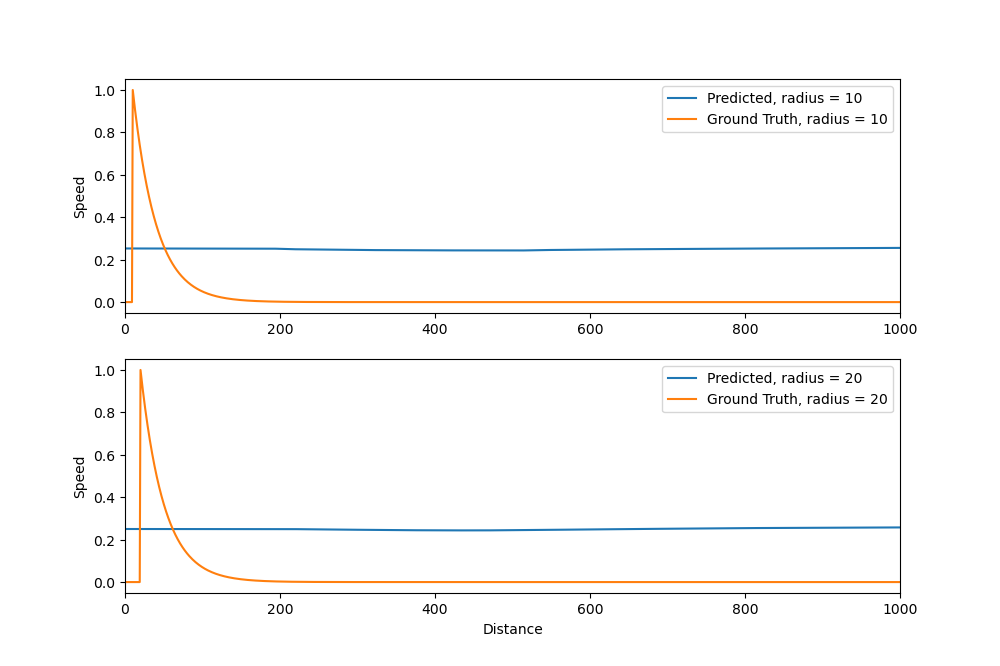 1.0
0.8
0.6
0.4
0.2
0.0
Speed
Predicted, radius = 10
Ground Truth, radius = 10
0 200 400 600 800 1000
1.0
0.8
0.6
0.4
0.2
0.0
Speed
Predicted, radius = 20
Ground Truth, radius = 20
0 200 400 600 800 1000
Distance